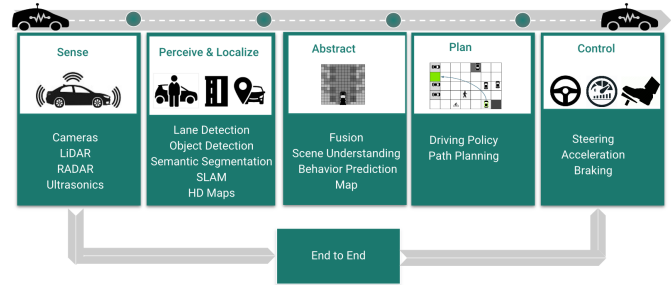 Sense
Cameras
LiDAR
RADAR
Ultrasonics
Perceive & Localize
Lane Detection
Object Detection
Semantic Segmentation
SLAM
HD Maps
Abstract
Fusion
Scene Understanding
Behavior Prediction
Map
Plan
Driving Policy
Path Planning
Control
Steering
Acceleration
Braking
End to End